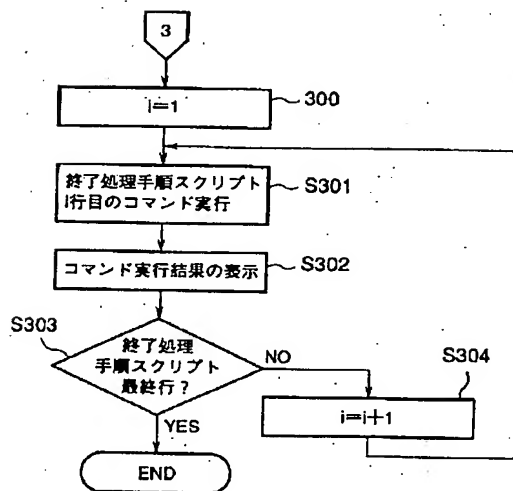 3
i=1
300
終了処理手順スクリプト
i行目のコマンド実行
S301
コマンド実行結果の表示
S302
S303
終了処理
手順スクリプト
最終行?
NO
S304
i=i+1
YES
END